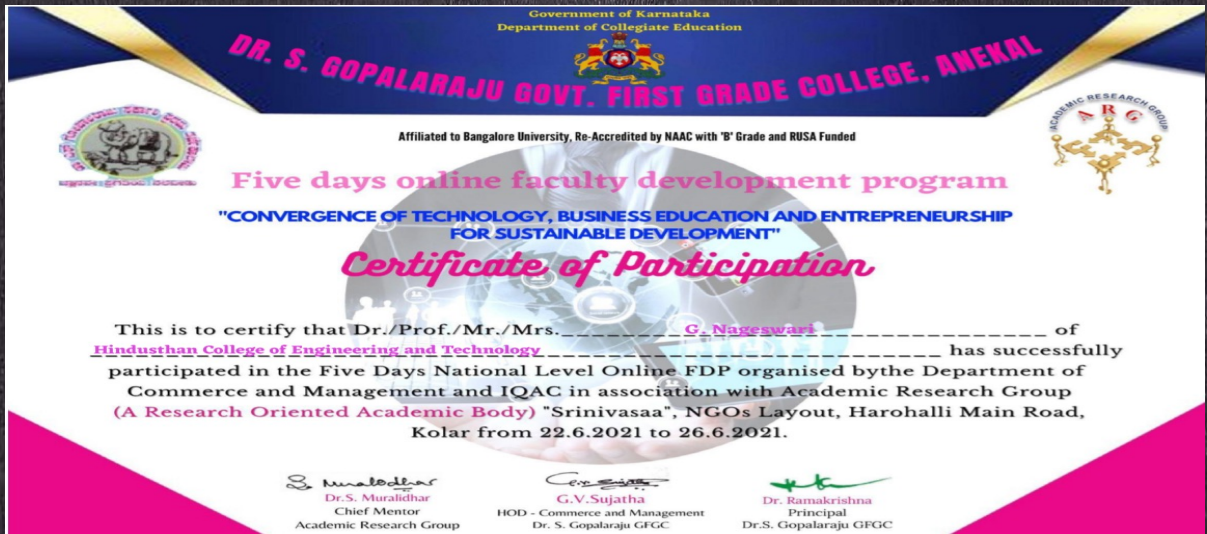 Government of Karnataka
Department of Collegiate Education
DR. S. GOPALARAJU GOVT. FIRST GRADE COLLEGE, ANEKAL
ACADEMIC RESEARCH GROUP
A R G
Affiliated to Bangalore University, Re-Accredited by NAAC with 'B' Grade and RUSA Funded
Five days online faculty development program
"CONVERGENCE OF TECHNOLOGY, BUSINESS EDUCATION AND ENTREPRENEURSHIP
FOR SUSTAINABLE DEVELOPMENT"
Certificate of Participation
This is to certify that Dr./Prof./Mr./Mrs. G. Nageswari of
Hindusthan College of Engineering and Technology has successfully
participated in the Five Days National Level Online FDP organised bythe Department of
Commerce and Management and IQAC in association with Academic Research Group
(A Research Oriented Academic Body) "Srinivasaa", NGOs Layout, Harohalli Main Road,
Kolar from 22.6.2021 to 26.6.2021.
S. Muralidhar
Dr.S. Muralidhar
Chief Mentor
Academic Research Group
G.V.Sujatha
HOD - Commerce and Management
Dr. S. Gopalaraju GFGC
Dr. Ramakrishna
Principal
Dr.S. Gopalaraju GFGC